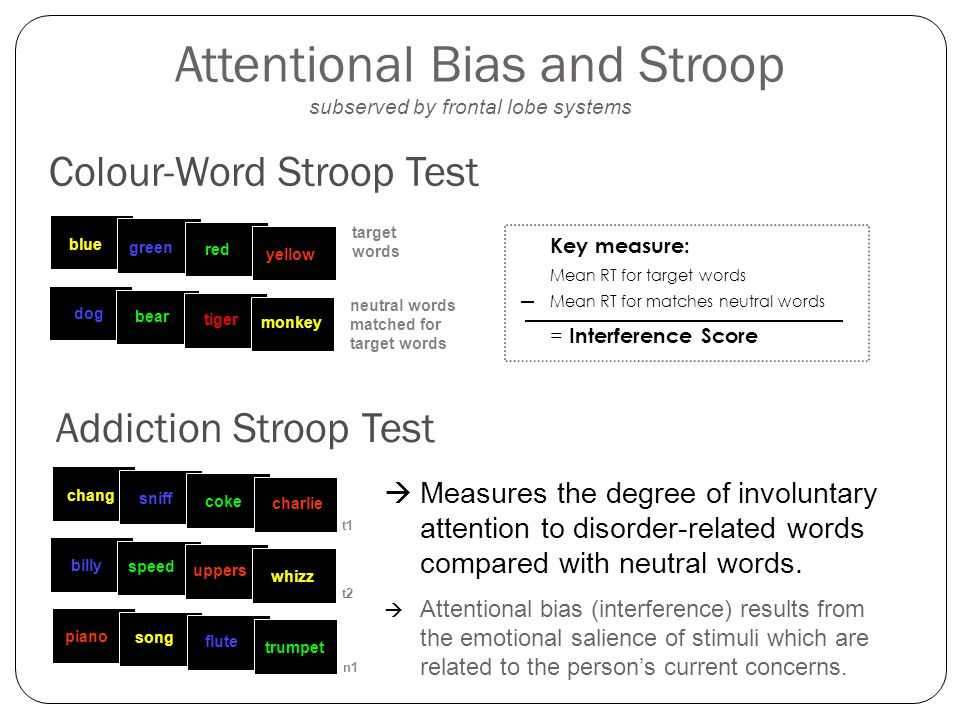 Attentional Bias and Stroop
subserved by frontal lobe systems
Colour-Word Stroop Test
blue green red yellow
target
words
dog bear tiger monkey
neutral words
matched for
target words
Key measure:
Mean RT for target words
– Mean RT for matches neutral words
= Interference Score
Addiction Stroop Test
chang sniff coke charlie
t1
billy speed uppers whizz
t2
piano song flute trumpet
n1
→ Measures the degree of involuntary
attention to disorder-related words
compared with neutral words.
→ Attentional bias (interference) results from
the emotional salience of stimuli which are
related to the person’s current concerns.